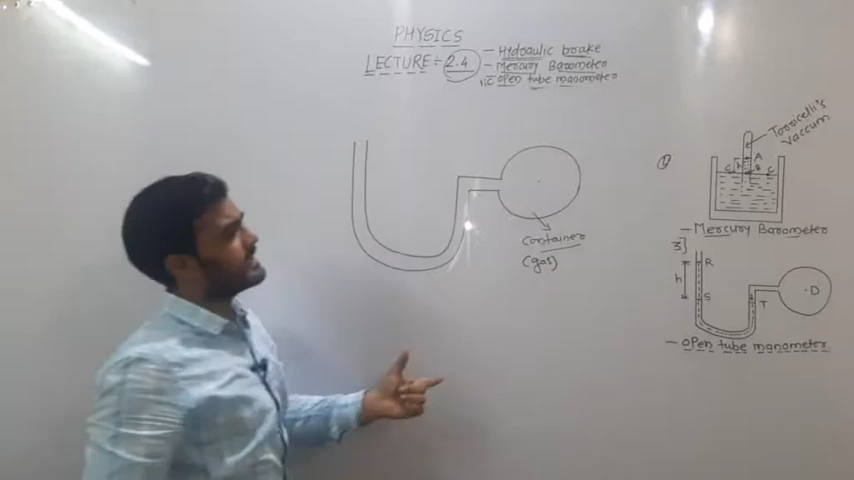 PHYSICS
LECTURE ÷ 2.4
- Hydraulic brake
- Mercury Barometer
open tube manometer
container
(gas)
Torricelli's
vaccum
A
h
B
C
C
- Mercury Barometer
3]
R
h
S
T
.D
- open tube manometer